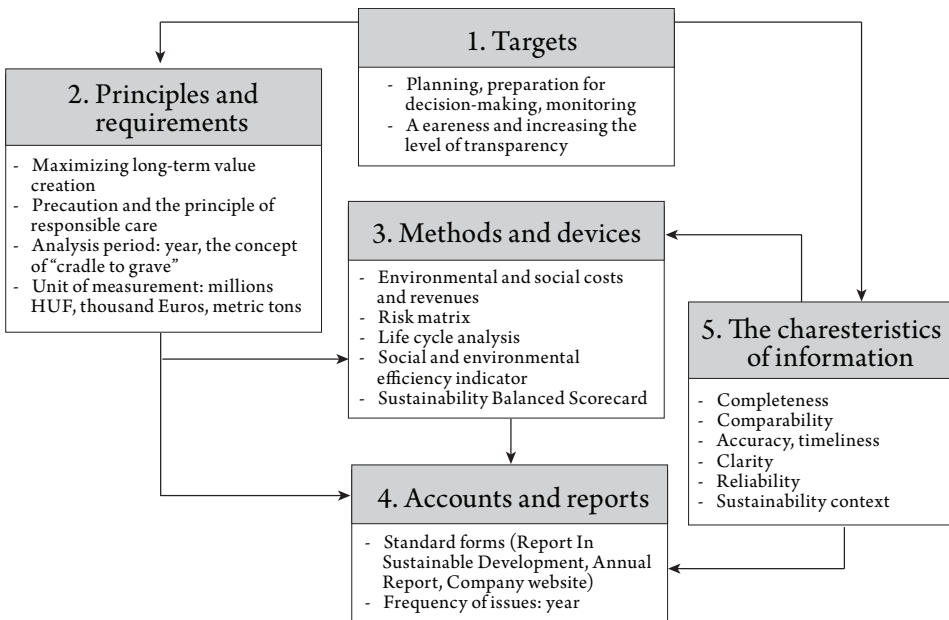 1. Targets
- Planning, preparation for
decision-making, monitoring
- A eareness and increasing the
level of transparency
2. Principles and
requirements
- Maximizing long-term value
creation
- Precaution and the principle of
responsible care
- Analysis period: year, the concept
of “cradle to grave”
- Unit of measurement: millions
HUF, thousand Euros, metric tons
3. Methods and devices
- Environmental and social costs
and revenues
- Risk matrix
- Life cycle analysis
- Social and environmental
efficiency indicator
- Sustainability Balanced Scorecard
4. Accounts and reports
- Standard forms (Report In
Sustainable Development, Annual
Report, Company website)
- Frequency of issues: year
5. The charesteristics
of information
- Completeness
- Comparability
- Accuracy, timeliness
- Clarity
- Reliability
- Sustainability context